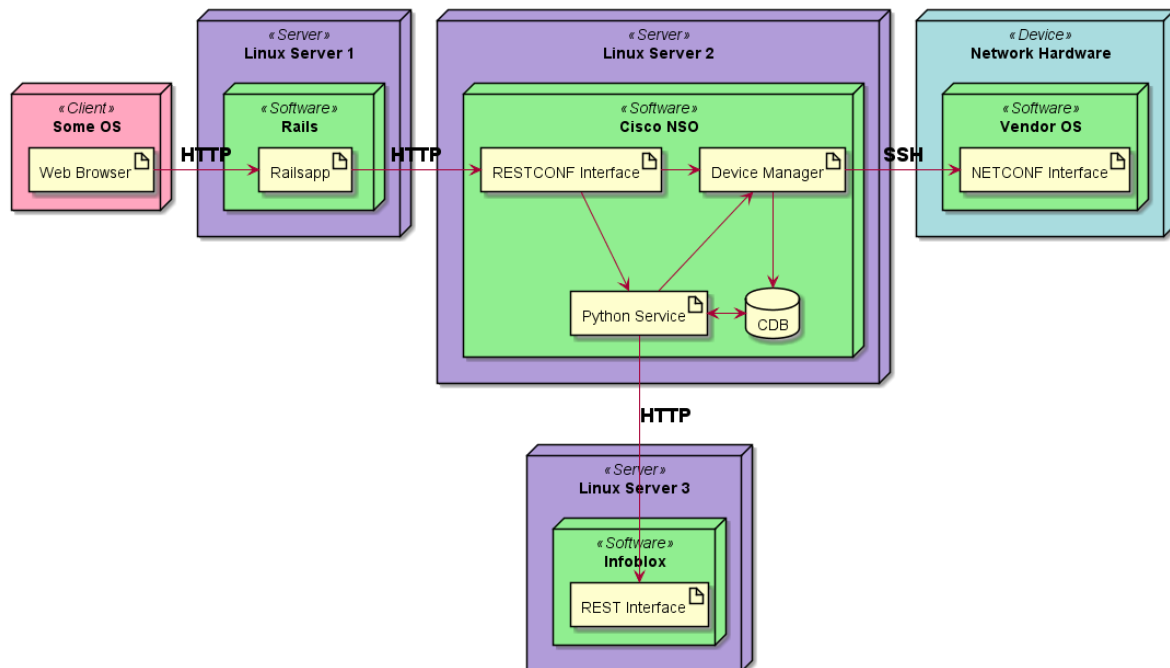 «Client»
Some OS
Web Browser
HTTP
«Server»
Linux Server 1
«Software»
Rails
Railsapp
HTTP
«Server»
Linux Server 2
«Software»
Cisco NSO
RESTCONF Interface
Device Manager
Python Service
CDB
SSH
«Device»
Network Hardware
«Software»
Vendor OS
NETCONF Interface
HTTP
«Server»
Linux Server 3
«Software»
Infoblox
REST Interface